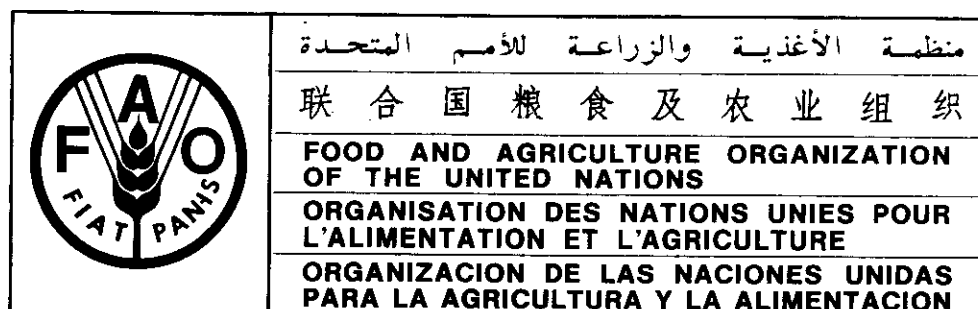 FAO
FIAT PANIS
منظمة الأغذية والزراعة للأمم المتحدة
联合国粮食及农业组织
FOOD AND AGRICULTURE ORGANIZATION
OF THE UNITED NATIONS
ORGANISATION DES NATIONS UNIES POUR
L'ALIMENTATION ET L'AGRICULTURE
ORGANIZACION DE LAS NACIONES UNIDAS
PARA LA AGRICULTURA Y LA ALIMENTACION